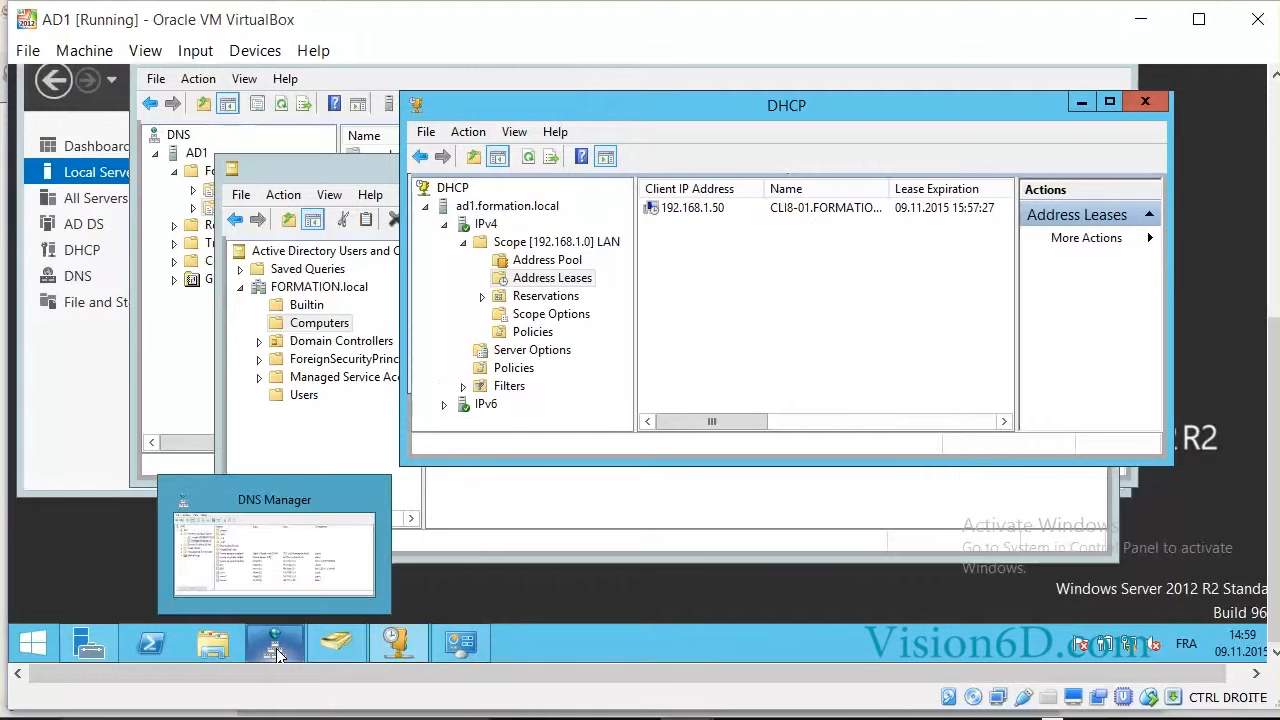 AD1 [Running] - Oracle VM VirtualBox
File Machine View Input Devices Help
File Action View Help
DHCP
Dashboard
Local Serve
All Servers
AD DS
DHCP
DNS
File and St
DNS
AD1
Name
File Action View Help
Active Directory Users and C
Saved Queries
FORMATION.local
Builtin
Computers
Domain Controllers
ForeignSecurityPrinc
Managed Service Acc
Users
File Action View Help
DHCP
ad1.formation.local
IPv4
Scope [192.168.1.0] LAN
Address Pool
Address Leases
Reservations
Scope Options
Policies
Server Options
Policies
Filters
IPv6
Client IP Address Name Lease Expiration
192.168.1.50 CLI8-01.FORMATIO... 09.11.2015 15:57:27
Actions
Address Leases
More Actions
R2
DNS Manager
Activate Windows
Go to System in Control Panel to activate
Windows.
Windows Server 2012 R2 Standa
Build 96
Vision6D.com
FRA
14:59
09.11.2015
CTRL DROITE